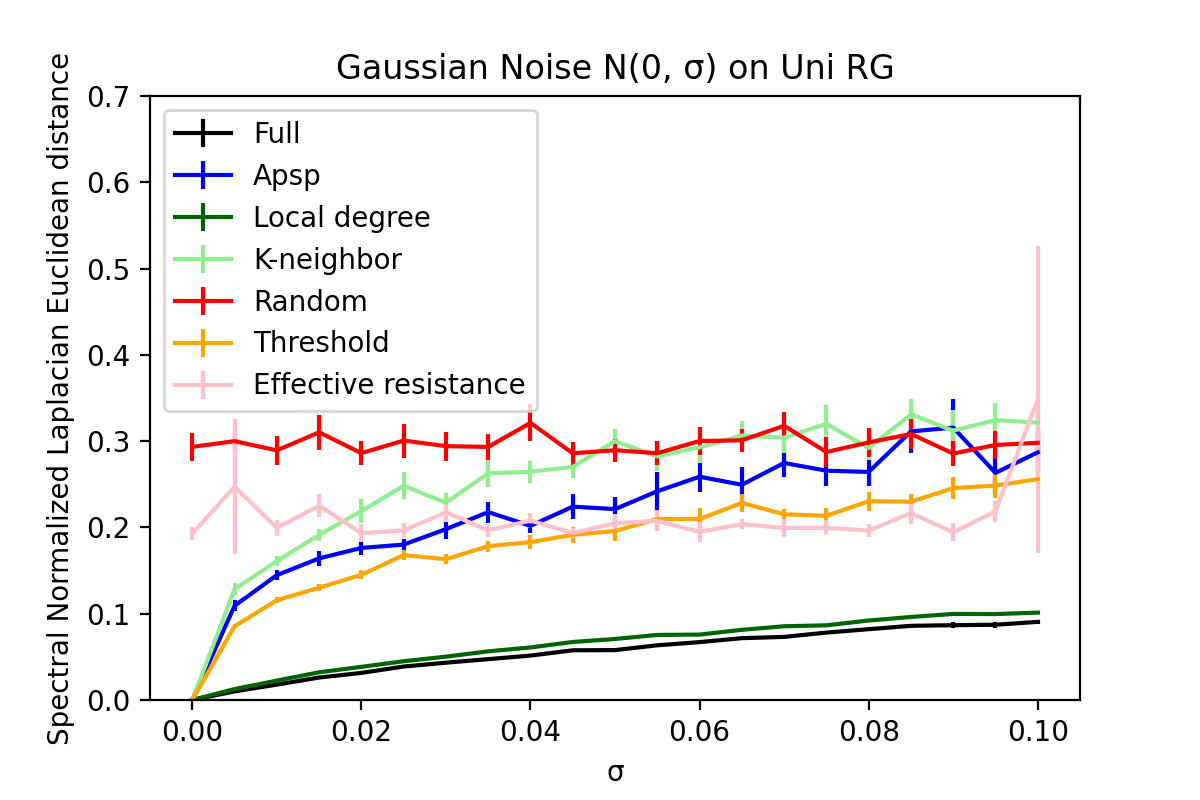 Gaussian Noise N(0, σ) on Uni RG
Spectral Normalized Laplacian Euclidean distance
0.7
0.6
0.5
0.4
0.3
0.2
0.1
0.0
Full
Apsp
Local degree
K-neighbor
Random
Threshold
Effective resistance
0.00 0.02 0.04 0.06 0.08 0.10
σ